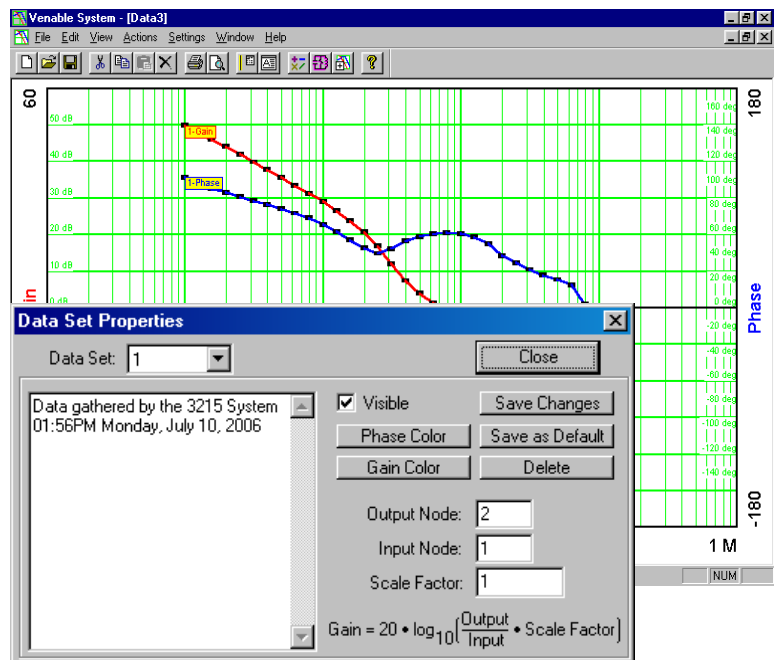 Venable System - [Data3]
File Edit View Actions Settings Window Help
60
180
60 dB
40 dB
30 dB
20 dB
10 dB
0 dB
1-Gain
1-Phase
160 deg
140 deg
120 deg
100 deg
80 deg
60 deg
40 deg
20 deg
0 deg
-20 deg
-40 deg
-60 deg
-80 deg
-100 deg
-120 deg
-140 deg
in
Phase
-180
1 M
NUM
Data Set Properties
Data Set: 1
Close
Data gathered by the 3215 System
01:56PM Monday, July 10, 2006
Visible
Save Changes
Phase Color
Save as Default
Gain Color
Delete
Output Node: 2
Input Node: 1
Scale Factor: 1
Gain = 20 • log10(Output/Input • Scale Factor)